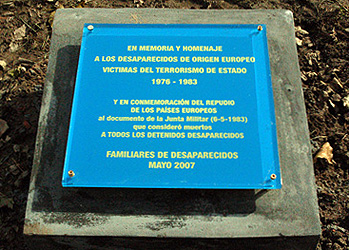 EN MEMORIA Y HOMENAJE
A LOS DESAPARECIDOS DE ORIGEN EUROPEO
VICTIMAS DEL TERRORISMO DE ESTADO
1976 - 1983
Y EN CONMEMORACIÓN DEL REPUDIO
DE LOS PAÍSES EUROPEOS
al documento de la Junta Militar (6-5-1983)
que consideró muertos
A TODOS LOS DETENIDOS DESAPARECIDOS
FAMILIARES DE DESAPARECIDOS
MAYO 2007